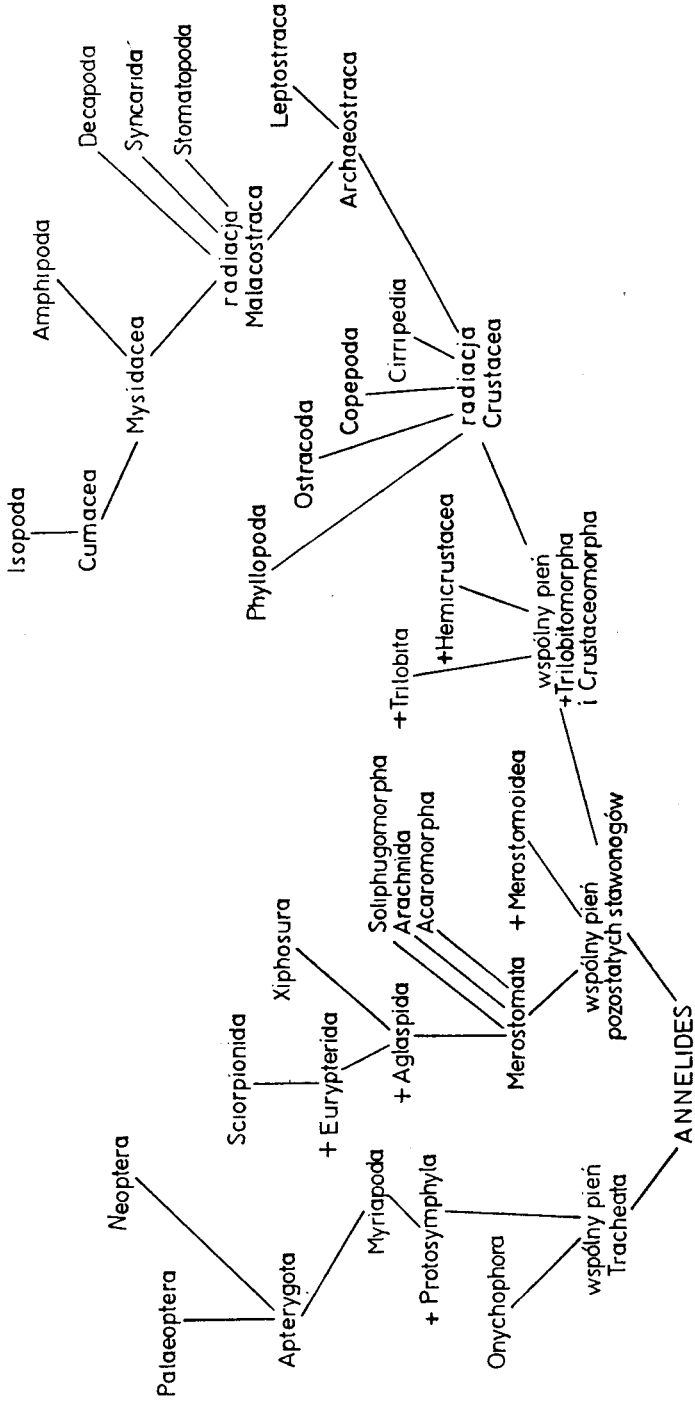 Isopoda
Cumacea
Amphipoda
Mysidacea
Decapoda
Syncarida
Stomatopoda
radiacja
Malacostraca
Leptostraca
Archaeostraca
Phyllopoda
Ostracoda
Copepoda
Cirripedia
radiacja
Crustacea
+Trilobita
+Hemicrustacea
wspólny pień
+Trilobitomorpha
i Crustaceomorpha
Neoptera
Palaeoptera
Apterygota
Myriapoda
+ Protosymphyla
Onychophora
wspólny pień
Tracheata
Sciorpionida
+ Eurypterida
Xiphosura
+ Aglaspida
Soliphugomorpha
Arachnida
Acaromorpha
Merostomata
+ Merostomoidea
wspólny pień
pozostałych stawonogów
ANNELIDES